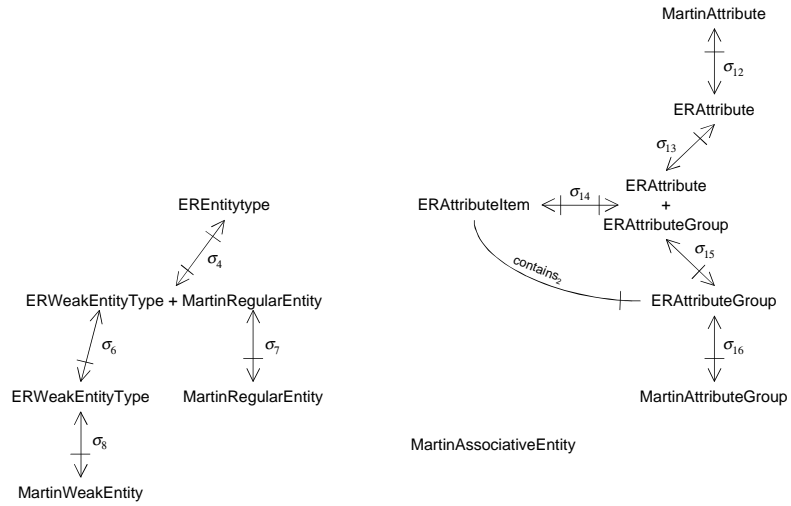 MartinAttribute
σ12
ERAttribute
σ13
ERAttribute
+
ERAttributeGroup
EREntitytype
ERAttributeItem
σ14
σ15
σ4
contains2
ERWeakEntityType + MartinRegularEntity
ERAttributeGroup
σ6
σ7
σ16
ERWeakEntityType
MartinRegularEntity
MartinAttributeGroup
σ8
MartinAssociativeEntity
MartinWeakEntity